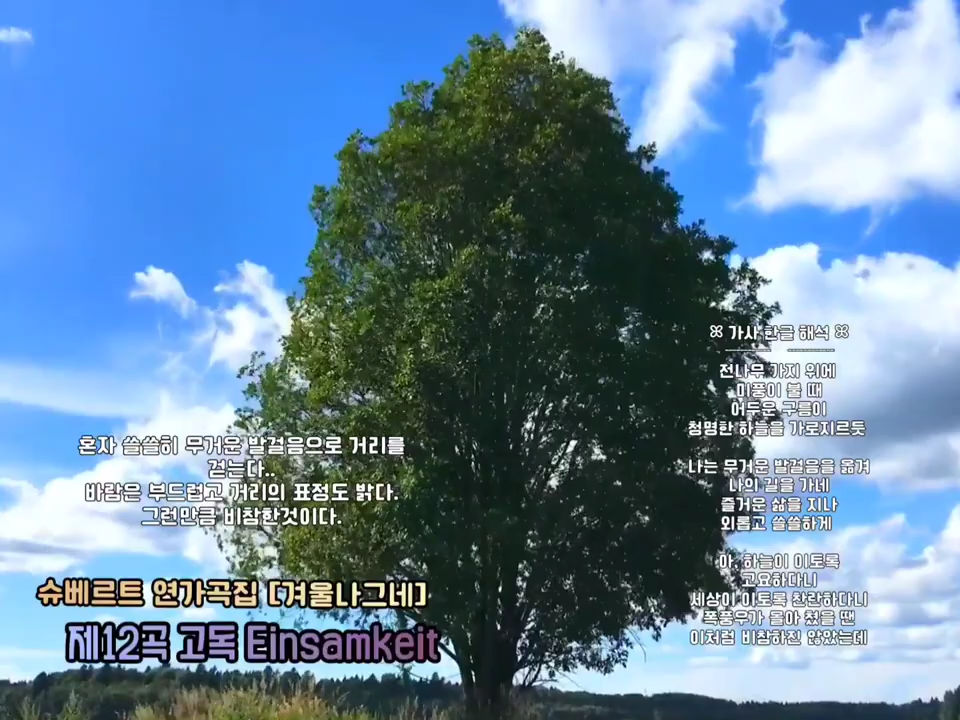 혼자 쓸쓸히 무거운 발걸음으로 거리를
걷는다..
바람은 부드럽고 거리의 표정도 밝다.
그런만큼 비참한것이다.
슈베르트 연가곡집 [겨울나그네]
제12곡 고독 Einsamkeit
ꕤ 가사 한글 해석 ꕤ
전나무 가지 위에
미풍이 불 때
어두운 구름이
청명한 하늘을 가로지르듯
나는 무거운 발걸음을 옮겨
나의 길을 가네
즐거운 삶을 지나
외롭고 쓸쓸하게
아, 하늘이 이토록
고요하다니
세상이 이토록 찬란하다니
폭풍우가 몰아 쳤을 땐
이처럼 비참하진 않았는데